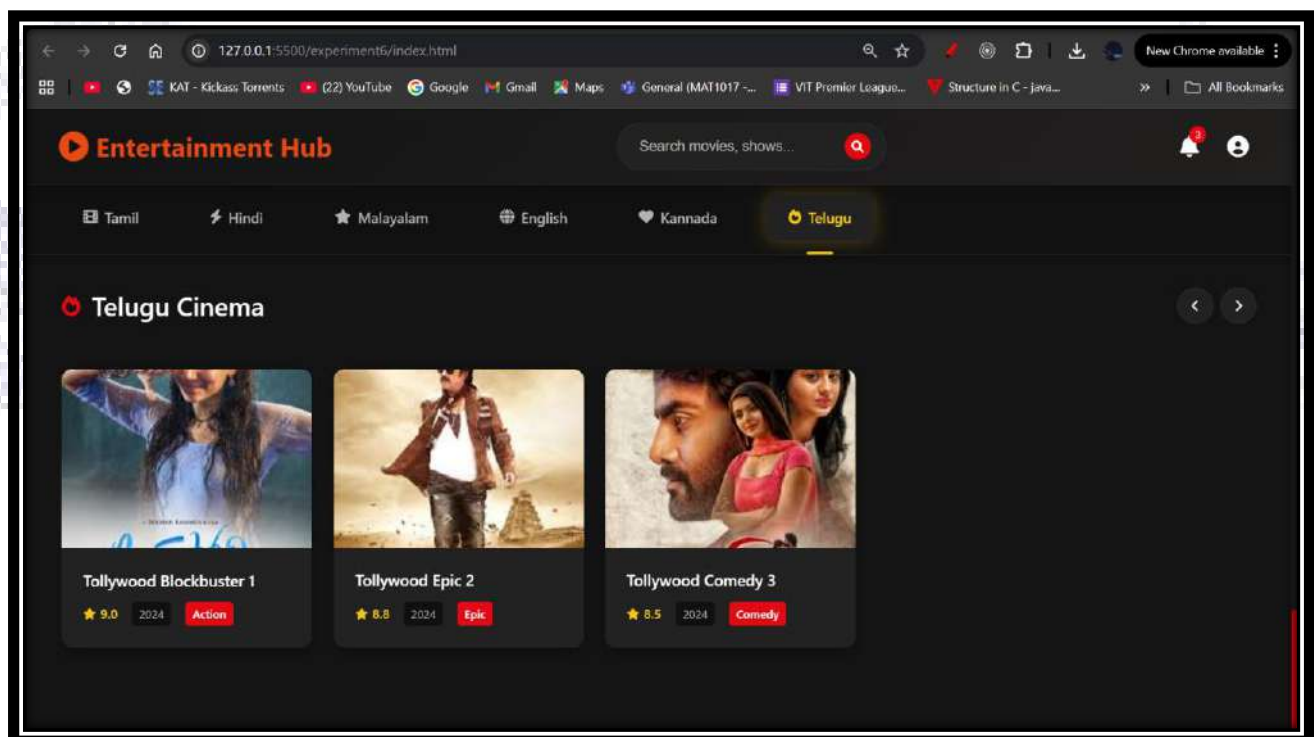 127.0.0.1:5500/experiment6/index.html
New Chrome available
KAT - Kickass Torrents
(22) YouTube
Google
Gmail
Maps
General (MAT1017 -...
VIT Premier League...
Structure in C - java...
»
All Bookmarks
Entertainment Hub
Search movies, shows...
3
Tamil
Hindi
Malayalam
English
Kannada
Telugu
Telugu Cinema
Tollywood Blockbuster 1
Tollywood Epic 2
Tollywood Comedy 3
9.0 2024 Action
8.8 2024 Epic
8.5 2024 Comedy